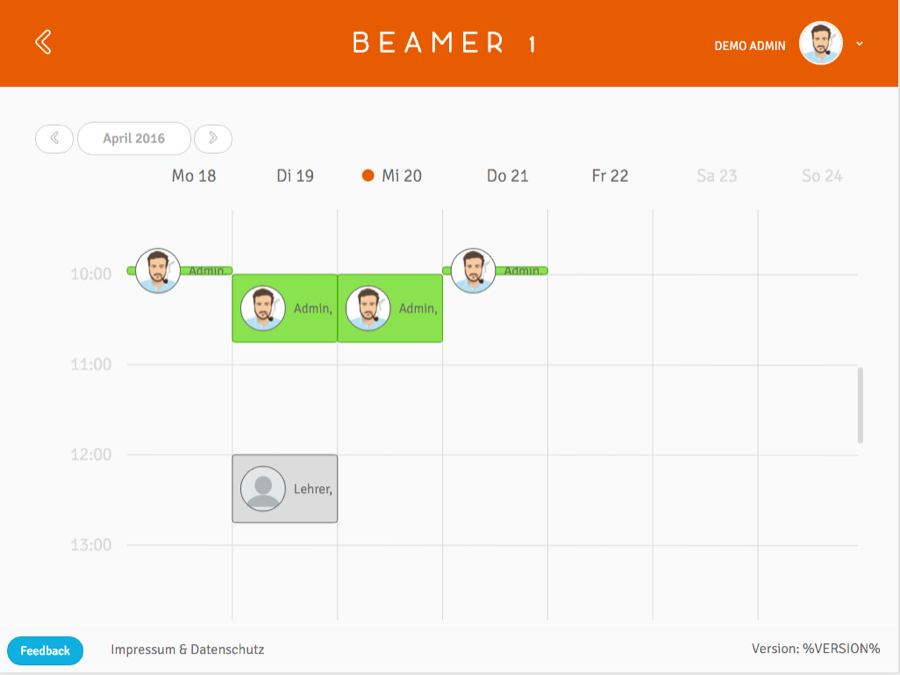 BEAMER 1
DEMO ADMIN
April 2016
Mo 18 Di 19 Mi 20 Do 21 Fr 22 Sa 23 So 24
Admin, Admin,
10:00
Admin, Admin,
11:00
12:00
Lehrer,
13:00
Feedback Impressum & Datenschutz Version: %VERSION%